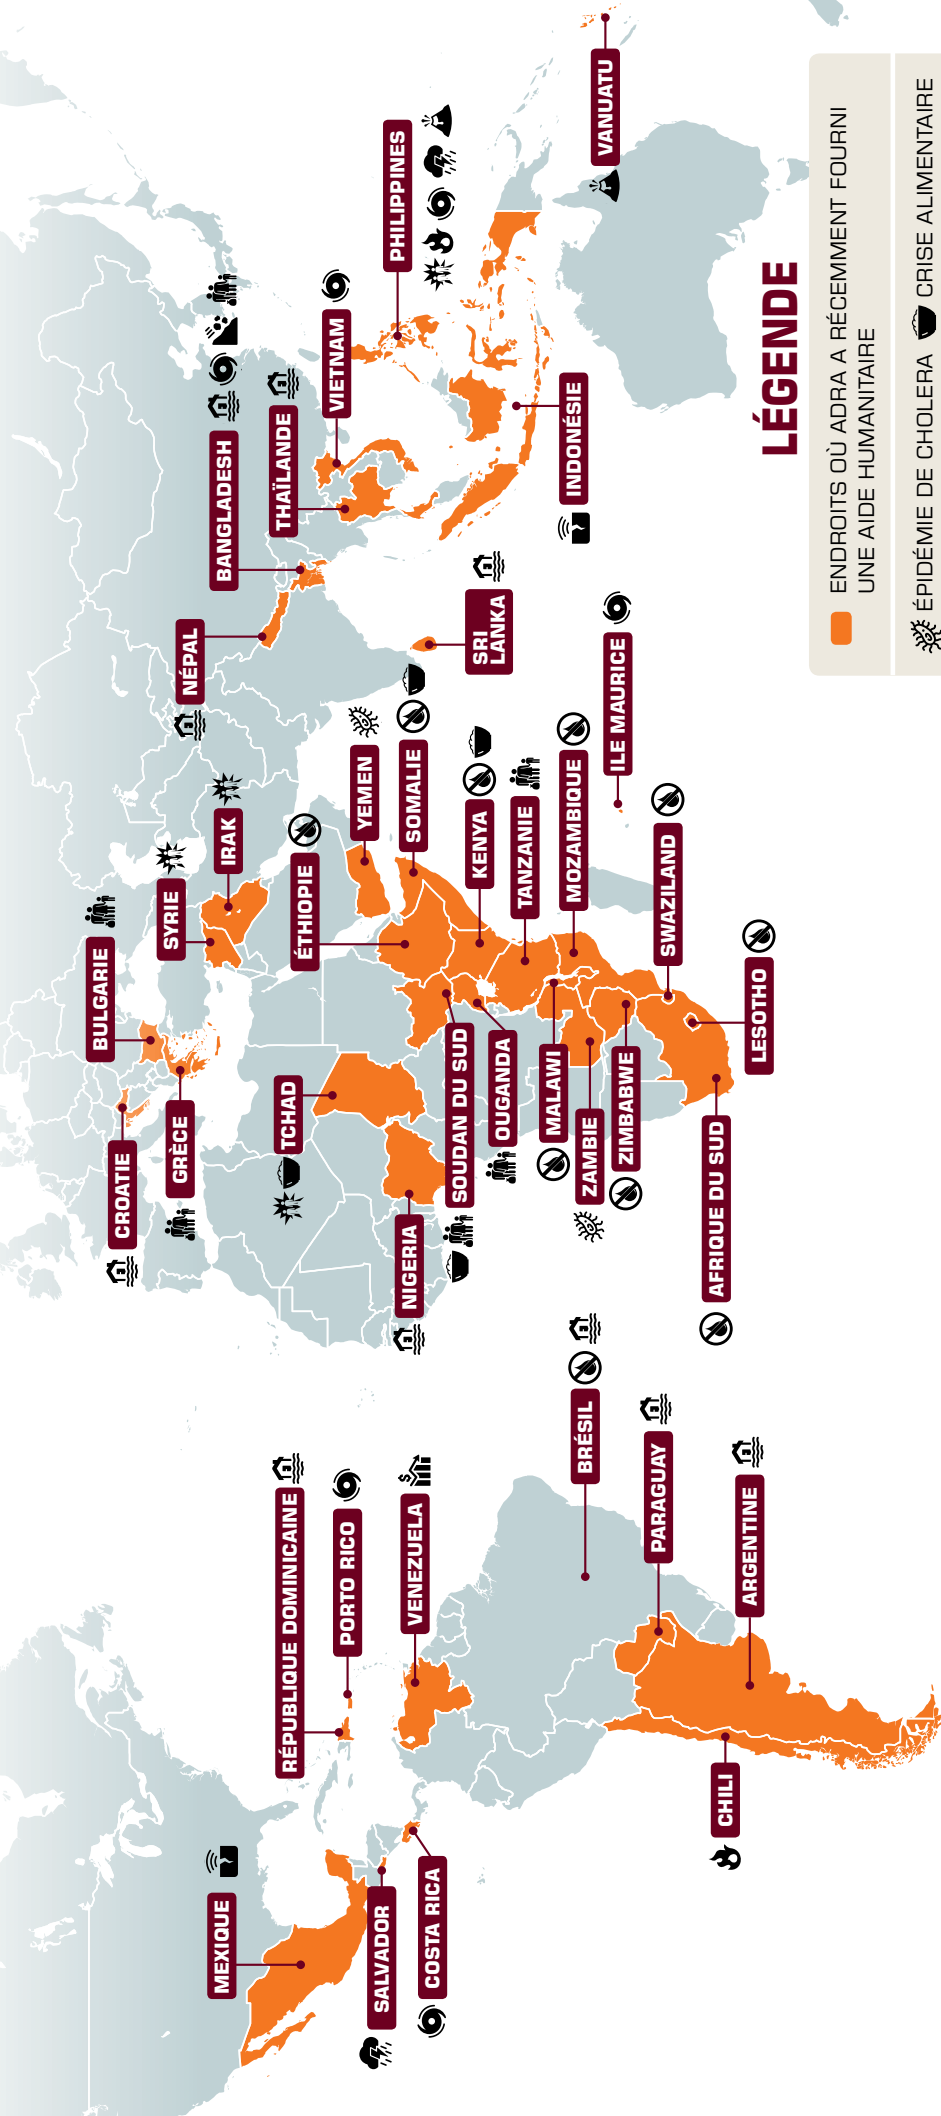 MEXIQUE
SALVADOR
COSTA RICA
RÉPUBLIQUE DOMINICAINE
PORTO RICO
VENEZUELA
BRÉSIL
PARAGUAY
ARGENTINE
CHILI
CROATIE
BULGARIE
GRÈCE
SYRIE
IRAK
TCHAD
NIGERIA
ÉTHIOPIE
YEMEN
SOMALIE
SOUDAN DU SUD
OUGANDA
KENYA
TANZANIE
MALAWI
MOZAMBIQUE
ZAMBIE
ZIMBABWE
ILE MAURICE
SWAZILAND
LESOTHO
AFRIQUE DU SUD
NÉPAL
BANGLADESH
THAÏLANDE
VIETNAM
PHILIPPINES
SRI
LANKA
INDONÉSIE
VANUATU
LÉGENDE
ENDROITS OÙ ADRA A RÉCEMMENT FOURNI
UNE AIDE HUMANITAIRE
ÉPIDÉMIE DE CHOLERA CRISE ALIMENTAIRE